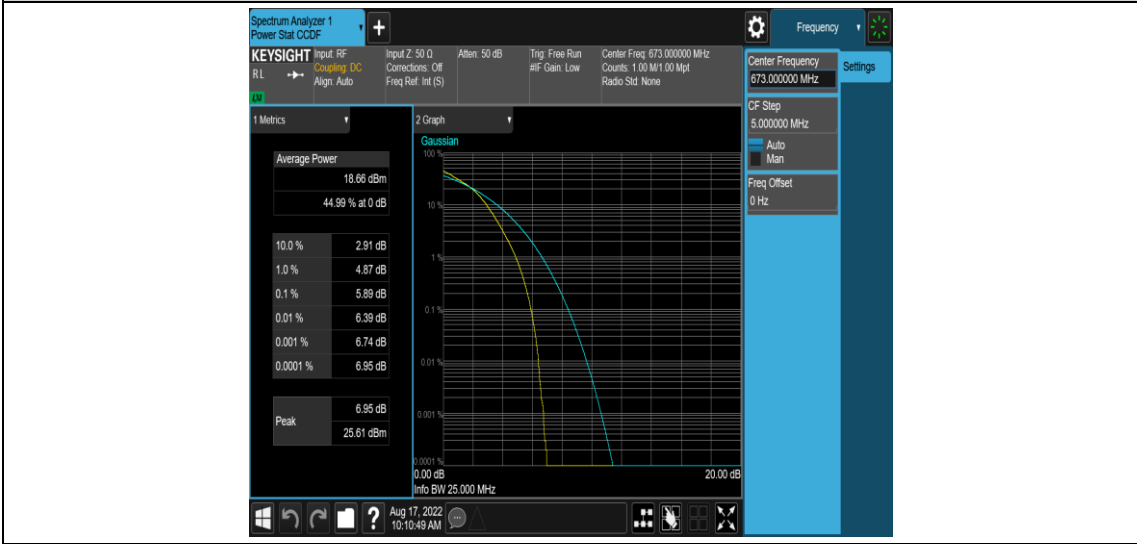 Spectrum Analyzer 1
Power Stat CCDF
Frequency
KEYSIGHT
RL
LM
Input: RF
Coupling: DC
Align: Auto
Input Z: 50 Ω
Corrections: Off
Freq Ref: Int (S)
Atten: 50 dB
Trig: Free Run
#IF Gain: Low
Center Freq: 673.000000 MHz
Counts: 1.00 M/1.00 Mpt
Radio Std: None
Center Frequency
673.000000 MHz
Settings
CF Step
5.000000 MHz
Auto
Man
Freq Offset
0 Hz
1 Metrics
Average Power
18.66 dBm
44.99 % at 0 dB
10.0 % 2.91 dB
1.0 % 4.87 dB
0.1 % 5.89 dB
0.01 % 6.39 dB
0.001 % 6.74 dB
0.0001 % 6.95 dB
Peak
6.95 dB
25.61 dBm
2 Graph
Gaussian
100 %
10 %
1 %
0.1 %
0.01 %
0.001 %
0.0001 %
0.00 dB
20.00 dB
Info BW 25.000 MHz
?
Aug 17, 2022
10:10:49 AM